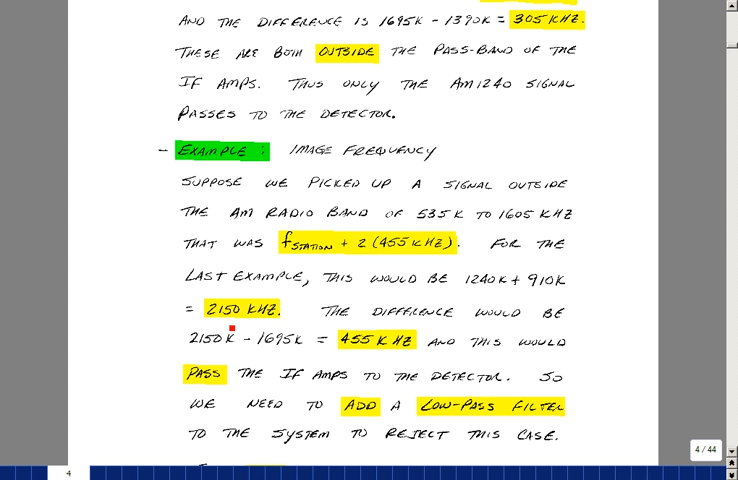 AND THE DIFFERENCE IS 1695K - 1390K = 305 KHZ.
THESE ARE BOTH OUTSIDE THE PASS-BAND OF THE
IF AMPS. THUS ONLY THE AM1240 SIGNAL
PASSES TO THE DETECTOR.
- EXAMPLE: IMAGE FREQUENCY
SUPPOSE WE PICKED UP A SIGNAL OUTSIDE
THE AM RADIO BAND OF 535K TO 1605 KHZ
THAT WAS fSTATION + 2 (455 KHZ). FOR THE
LAST EXAMPLE, THIS WOULD BE 1240K + 910K
= 2150 KHZ. THE DIFFERENCE WOULD BE
2150K - 1695K = 455 KHZ AND THIS WOULD
PASS THE IF AMPS TO THE DETECTOR. SO
WE NEED TO ADD A LOW-PASS FILTER
TO THE SYSTEM TO REJECT THIS CASE.
4 / 44
4